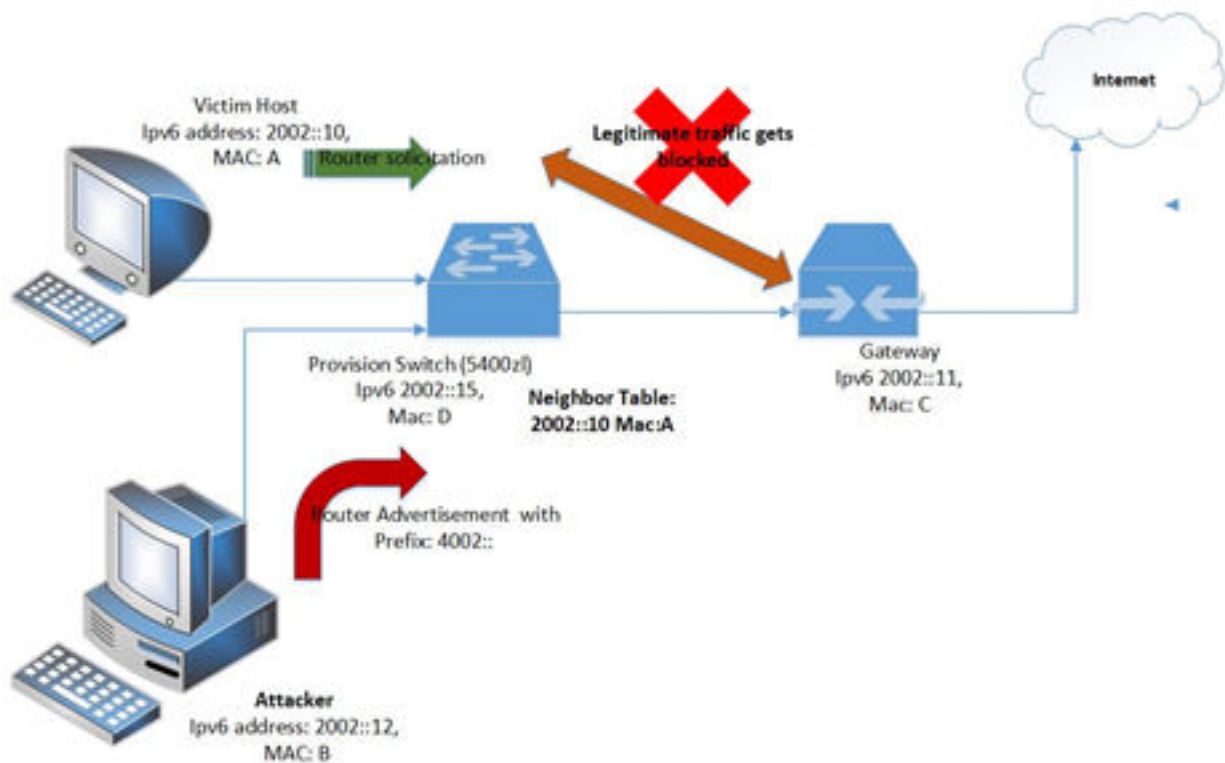 Internet
Victim Host
Ipv6 address: 2002::10,
MAC: A
Router solicitation
Legitimate traffic gets
blocked
Provision Switch (5400zl)
Ipv6 2002::15,
Mac: D
Neighbor Table:
2002::10 Mac:A
Gateway
Ipv6 2002::11,
Mac: C
Router Advertisement with
Prefix: 4002::
Attacker
Ipv6 address: 2002::12,
MAC: B